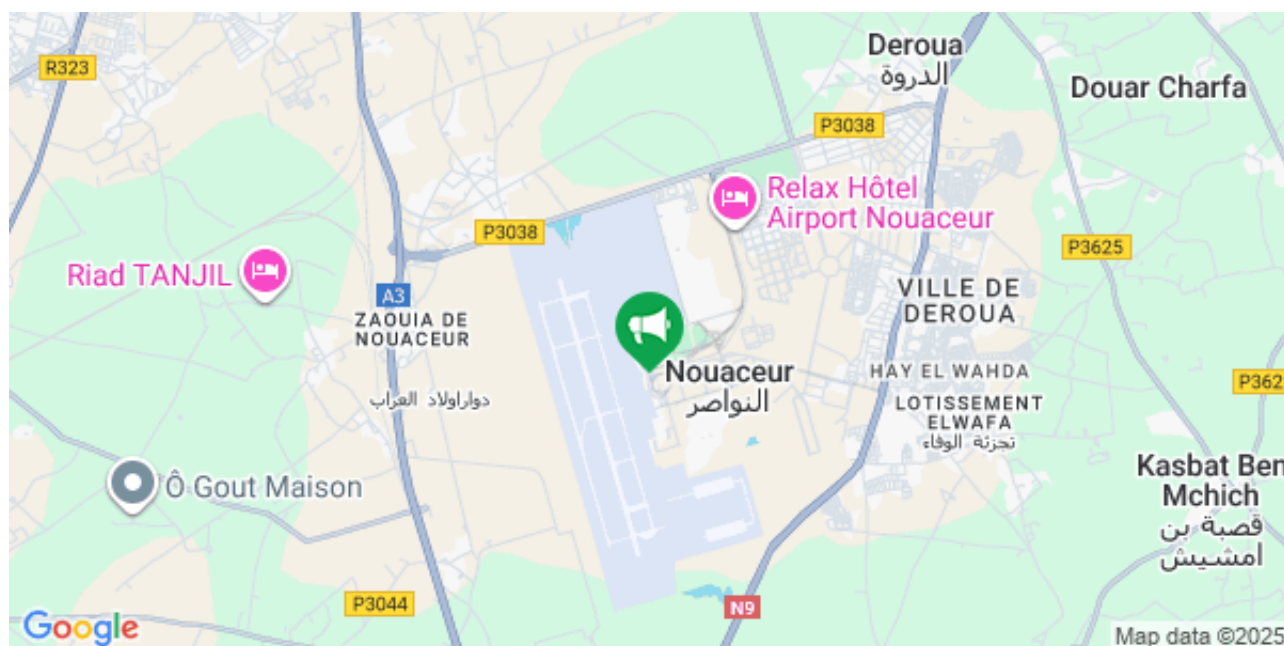 Deroua
الدروة
R323
Douar Charfa
P3038
Relax Hôtel
Airport Nouaceur
P3038
P3625
Riad TANJIL
A3
VILLE DE
DEROUA
ZAOUIA DE
NOUACEUR
Nouaceur
النواصر
HAY EL WAHDA
P362
دواراولاد العراب
LOTISSEMENT
ELWAFA
تجزئة الوفاء
Kasbat Ben
Mchich
قصبة بن
امشيش
Ô Gout Maison
P3044
N9
Google
Map data ©2025